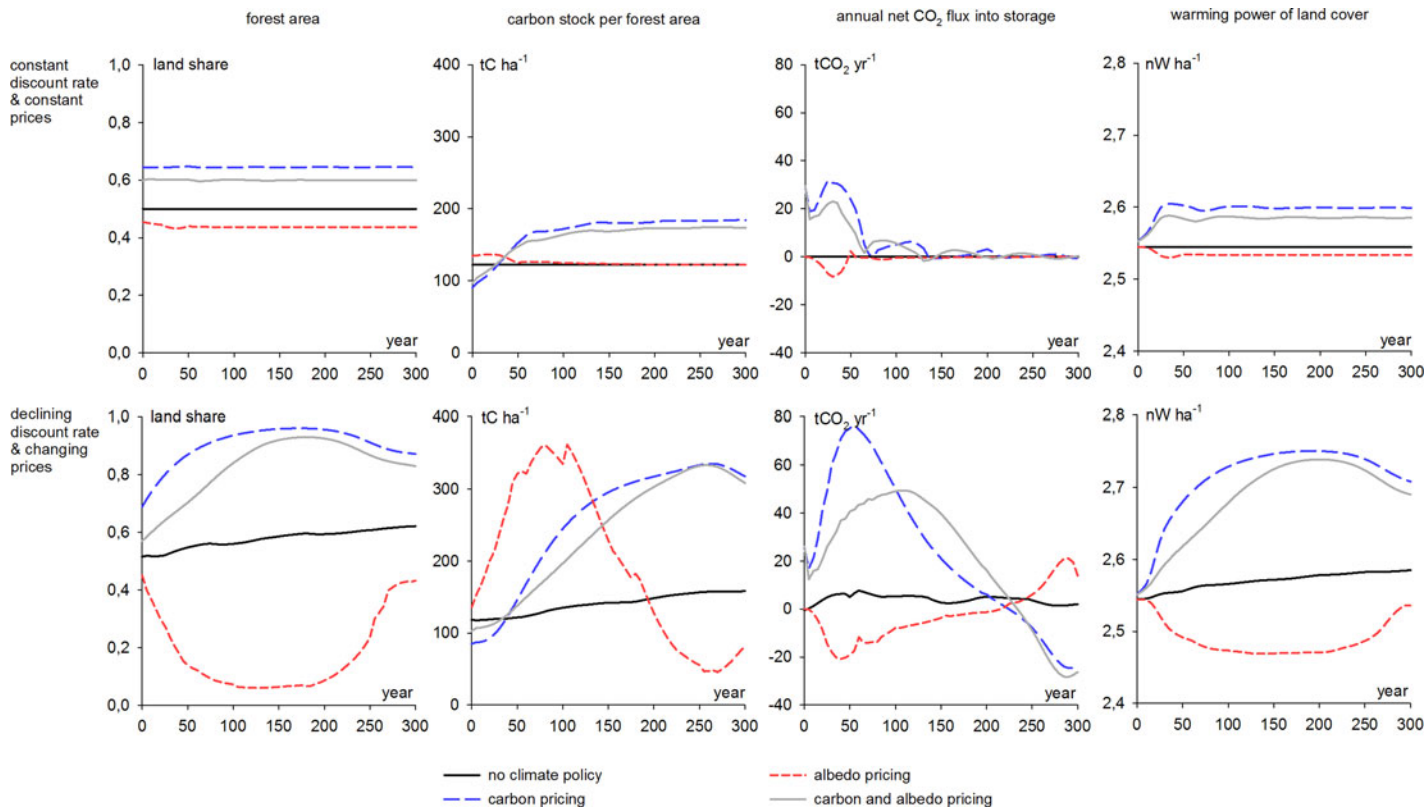 forest area
carbon stock per forest area
annual net CO2 flux into storage
warming power of land cover
constant
discount rate
& constant
prices
land share
1,0
0,8
0,6
0,4
0,2
0,0
year
0 50 100 150 200 250 300
tC ha-1
400
300
200
100
0
year
0 50 100 150 200 250 300
tCO2 yr-1
80
60
40
20
0
-20
-40
year
0 50 100 150 200 250 300
nW ha-1
2,8
2,7
2,6
2,5
2,4
year
0 50 100 150 200 250 300
declining
discount rate
& changing
prices
land share
1,0
0,8
0,6
0,4
0,2
0,0
year
0 50 100 150 200 250 300
tC ha-1
400
300
200
100
0
year
0 50 100 150 200 250 300
tCO2 yr-1
80
60
40
20
0
-20
-40
year
0 50 100 150 200 250 300
nW ha-1
2,8
2,7
2,6
2,5
2,4
year
0 50 100 150 200 250 300
no climate policy
albedo pricing
carbon pricing
carbon and albedo pricing